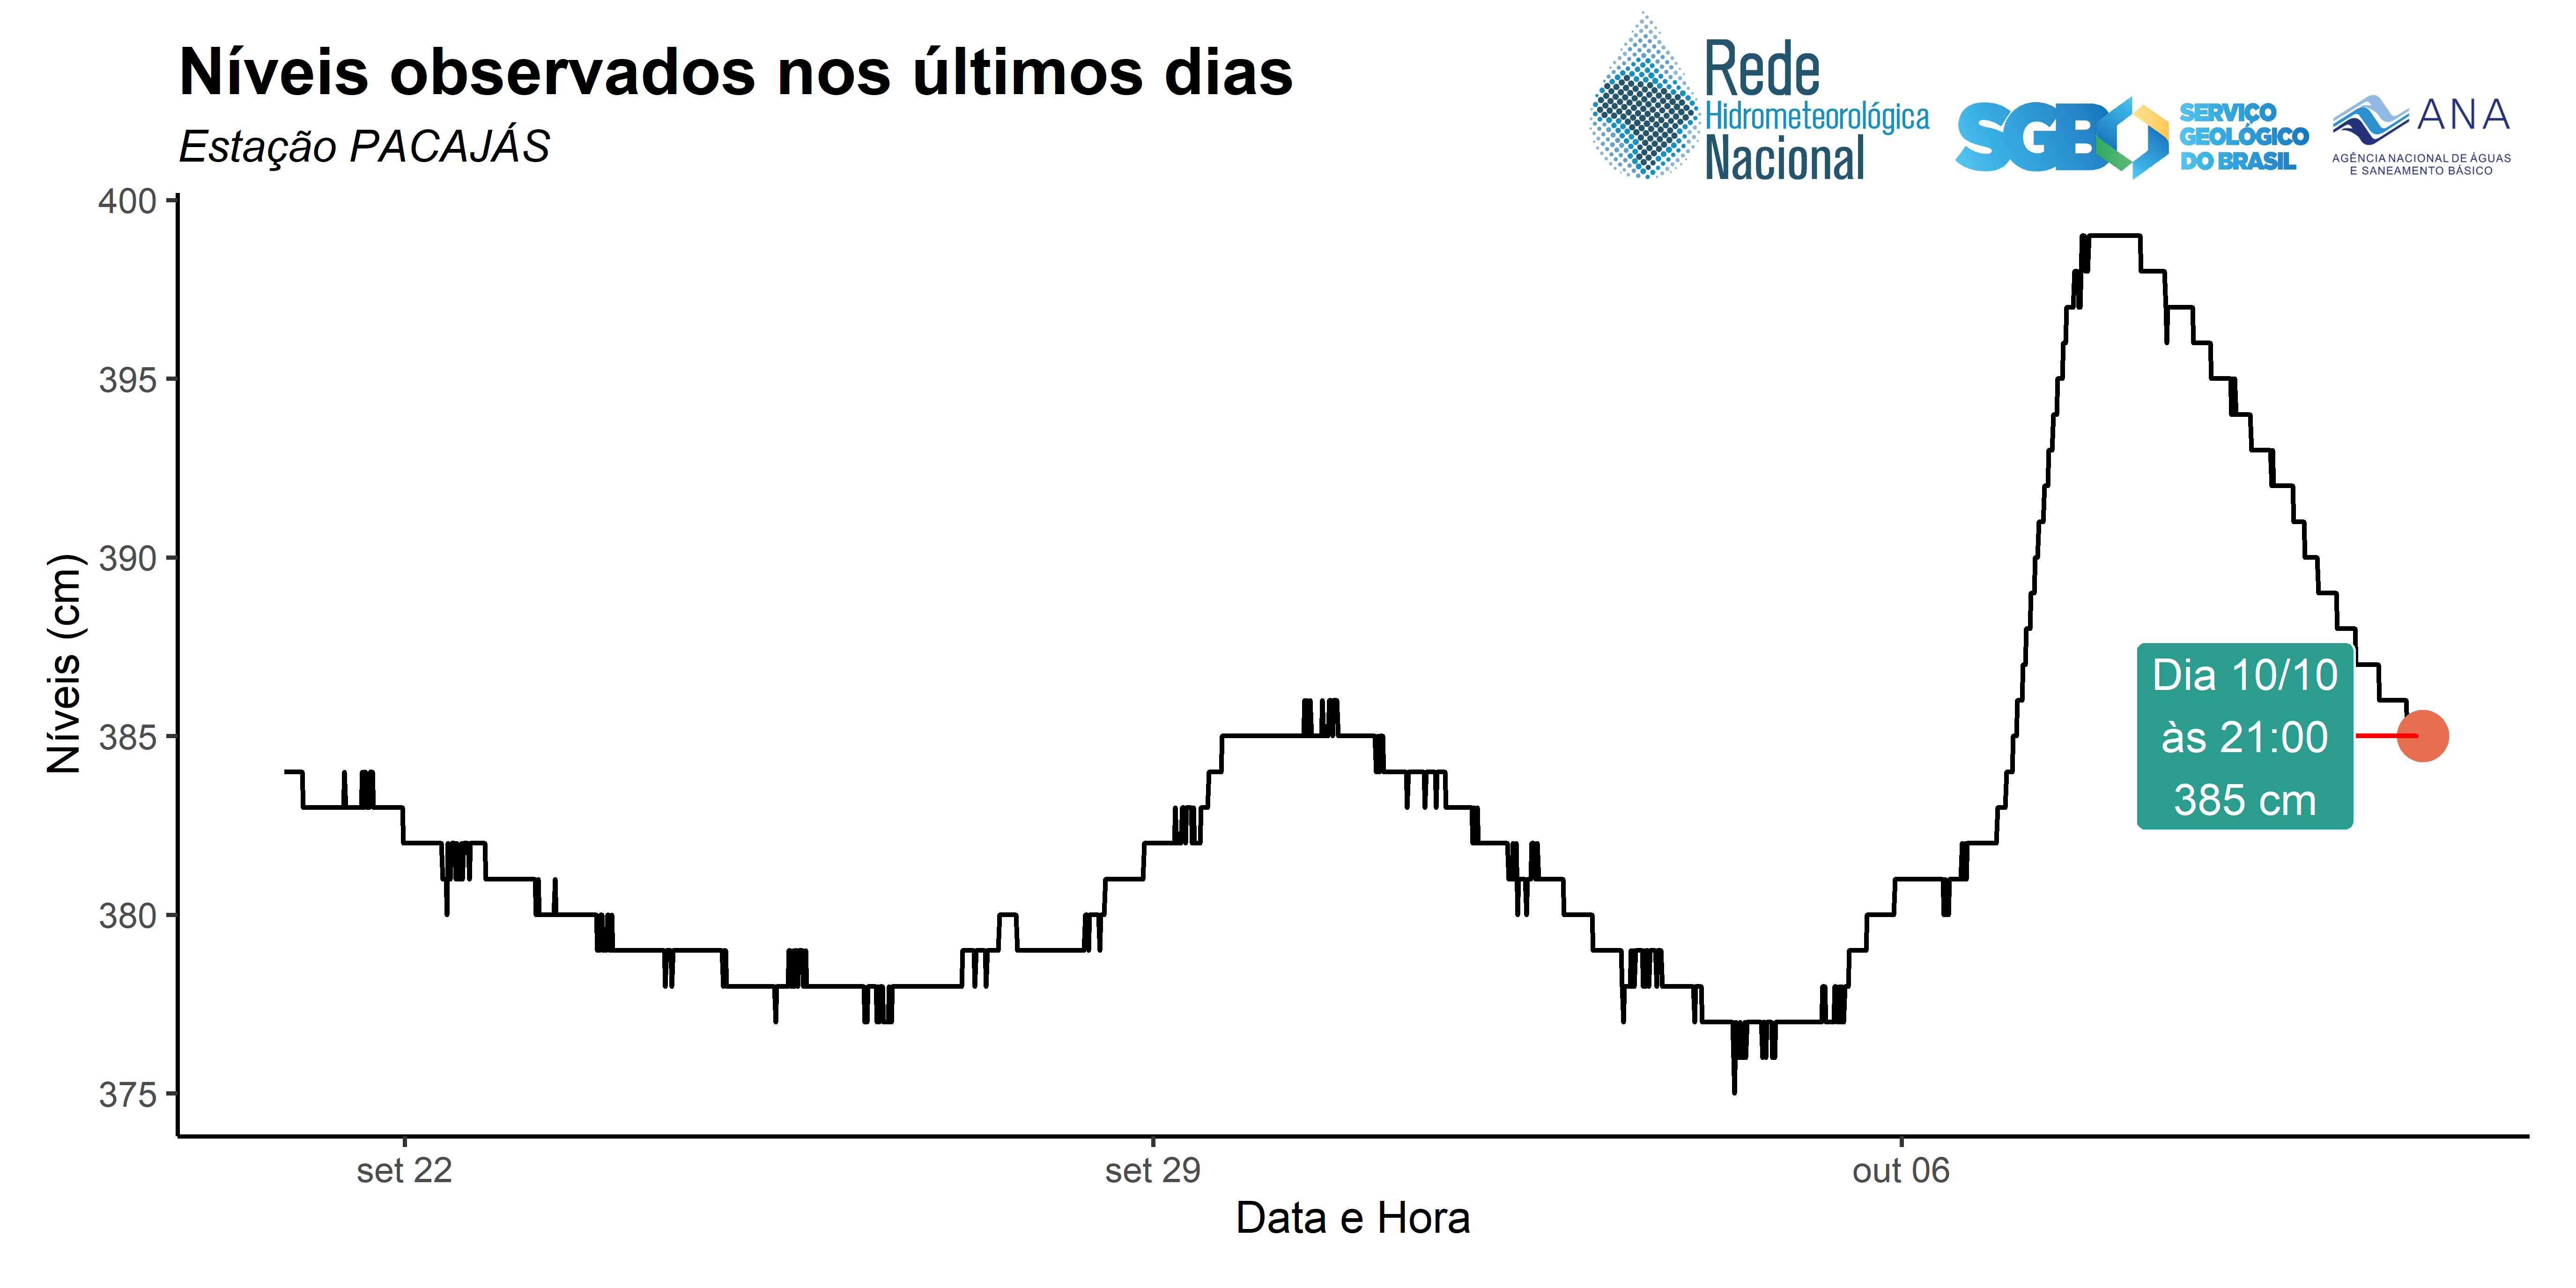 Níveis observados nos últimos dias
Estação PACAJÁS
Rede
Hidrometeorológica
Nacional
SGB
SERVIÇO
GEOLÓGICO
DO BRASIL
ANA
AGÊNCIA NACIONAL DE ÁGUAS
E SANEAMENTO BÁSICO
400
395
390
385
380
375
Níveis (cm)
Dia 10/10
às 21:00
385 cm
set 22
set 29
out 06
Data e Hora